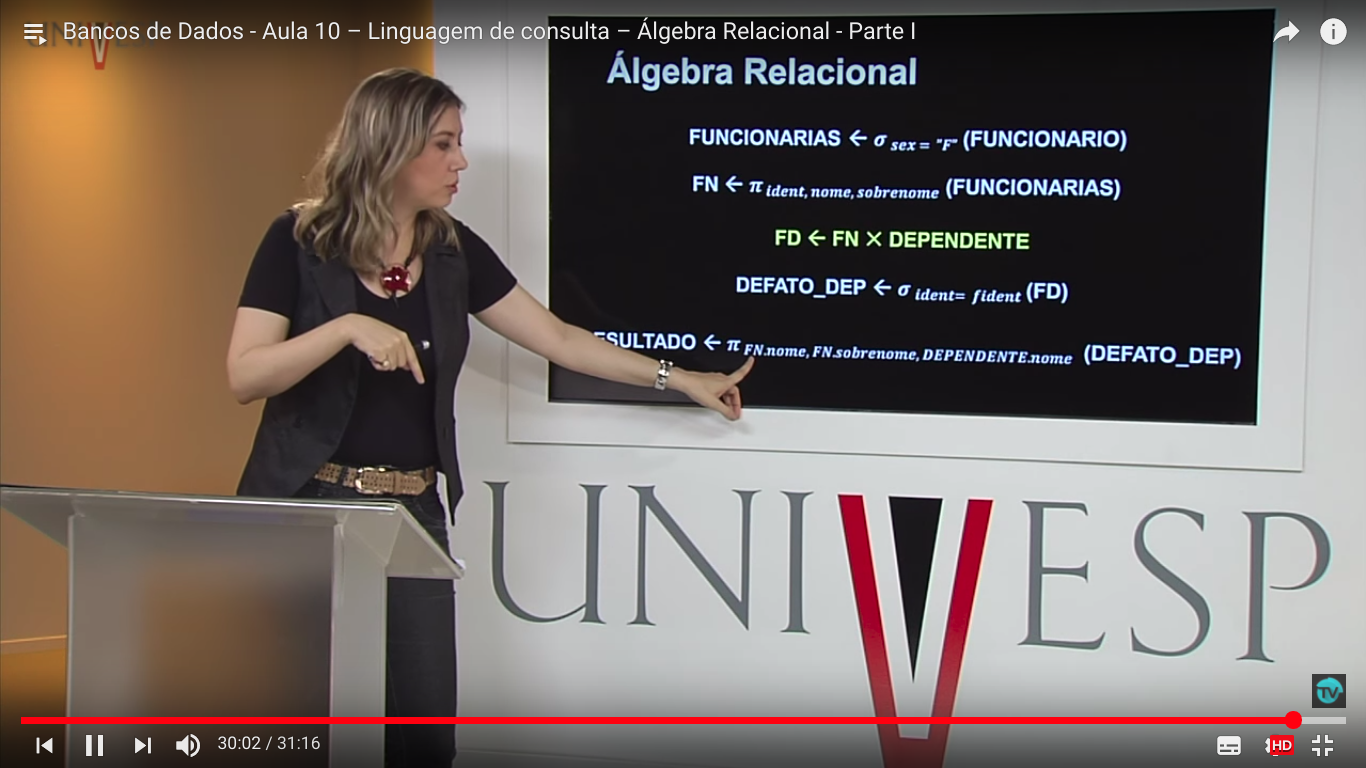 Bancos de Dados - Aula 10 – Linguagem de consulta – Álgebra Relacional - Parte I
Álgebra Relacional
FUNCIONARIAS ← σ sex = "F" (FUNCIONARIO)
FN ← π ident, nome, sobrenome (FUNCIONARIAS)
FD ← FN × DEPENDENTE
DEFATO_DEP ← σ ident= fident (FD)
ESULTADO ← π FN.nome, FN.sobrenome, DEPENDENTE.nome (DEFATO_DEP)
UNIVESP
TV
30:02 / 31:16
HD